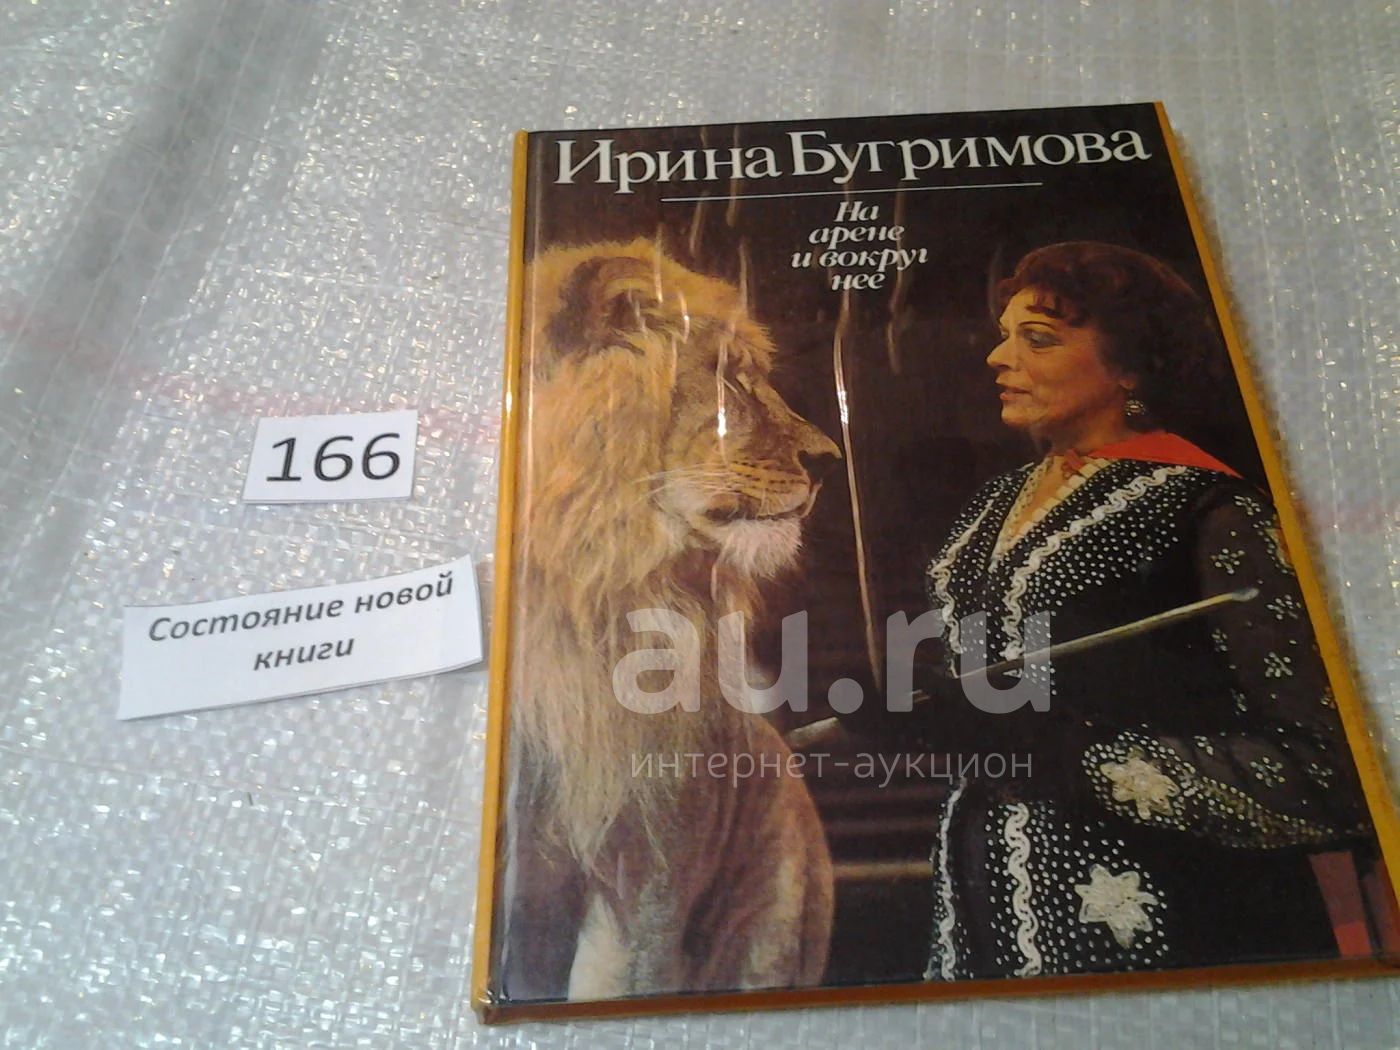 Ирина Бугримова
На
арене
и вокруг
нее
166
Состояние новой
книги
au.ru
интернет-аукцион